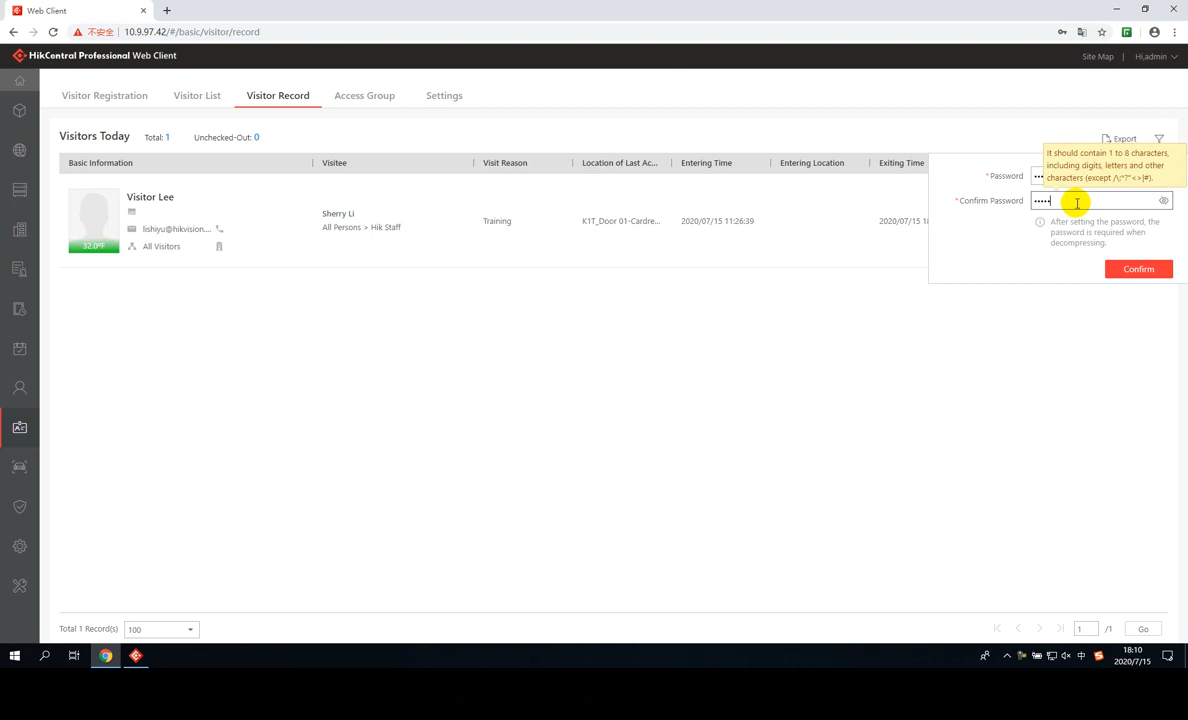 Web Client
不安全
10.9.97.42/#/basic/visitor/record
HikCentral Professional Web Client
Site Map
Hi,admin
Visitor Registration
Visitor List
Visitor Record
Access Group
Settings
Visitors Today
Total: 1
Unchecked-Out: 0
Export
It should contain 1 to 8 characters,
including digits, letters and other
characters (except /\:*?"<>|#).
Basic Information
Visitee
Visit Reason
Location of Last Ac...
Entering Time
Entering Location
Exiting Time
*Password
*Confirm Password
After setting the password, the
password is required when
decompressing.
Confirm
Visitor Lee
lishiyu@hikvision....
All Visitors
32.0°F
Sherry Li
All Persons > Hik Staff
Training
K1T_Door 01-Cardre...
2020/07/15 11:26:39
2020/07/15 18
Total 1 Record(s)
100
1
/1
Go
中
18:10
2020/7/15